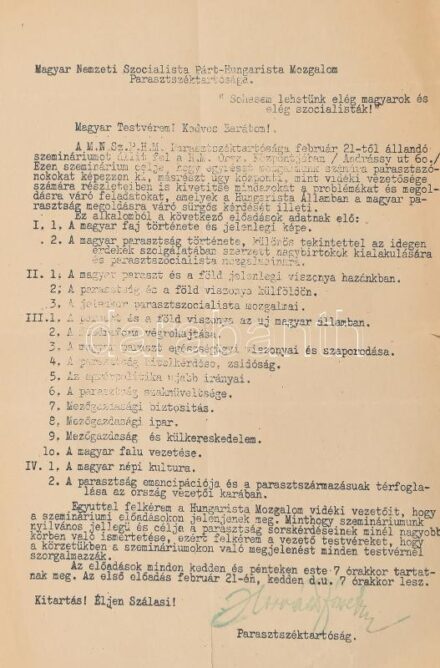 Magyar Nemzeti Szocialista Párt-Hungarista Mozgalom
Parasztszéktartósága.
" Sohasem lehetünk elég magyarok és
elég szocialisták!"
Magyar Testvérem! Kedves Barátom!.
A M.N.Sz.P.H.M. Parasztszéktartósága február 21-től állandó
szemináriumot állít fel a H.M. Orsz. Központjában / Andrássy ut 60./
Ezen szeminárium célja, hogy egyrészt mozgalmunk számára parasztszó-
nokokat képezzen ki, másrészt úgy központi, mint vidéki vezetősége
számára részleteiben is kivetitse mindazokat a problémákat és megol-
dásra váró feladatokat, amelyek a Hungarista Államban a magyar pa-
rasztság megoldásra váró sürgős kérdését illeti.
Ez alkalomból a következő előadások adatnak elő:
I. 1, A magyar faj története és jelenlegi képe.
2. A magyar parasztság története, különös tekintettel az idegen
érdekek szolgálatában szerzett nagybirtokok kialakulására
és parasztszocialista mozgalmaira.
II. 1. A magyar paraszt és a föld jelenlegi viszonya hazánkban.
2; A parasztság és a föld viszonya külfölön.
3. A jelenkor parasztszocialista mozgalmai.
III.1. A paraszt és a föld viszonya az uj magyar államban.
2. A földreform végrehajtása.
3. A magyar paraszt egészségügyi viszonyai és szaporodása.
4. A parasztság hitelkérdése, zsidóság.
5. Az agrárpolitika ujabb irányai.
6, A parasztság szakműveltsége.
7, Mezőgazdasági biztositás.
8, Mezőgazdasági ipar.
9, Mezőgazdaság és külkereskedelem.
1o. A magyar falu vezetése.
IV. 1. A magyar népi kultura.
2. A parasztság emancipációja és a parasztszármazásuak térfogla-
lása az ország vezetői karában.
Egyuttal felkérem a Hungarista Mozgalom vidéki vezetőit, hogy
a szemináriumi előadásokon jelenjenek meg. Minthogy szemináriumunk
nyilvános jellegü és célja a parasztság sorskérdéseinek minél nagyobb
körben való ismertetése, ezért felkérem a vezető testvéreket, hogy
a körzetükben a szemináriumokon való megjelenést minden testvérnél
szorgalmazzák.
Az előadások minden kedden és pénteken este 7 órakkor tartat-
nak meg. Az első előadás február 21-én, kedden d.u. 7 órakkor lesz.
Kitartás! Éljen Szálasi!
Parasztszéktartóság.
darabanth